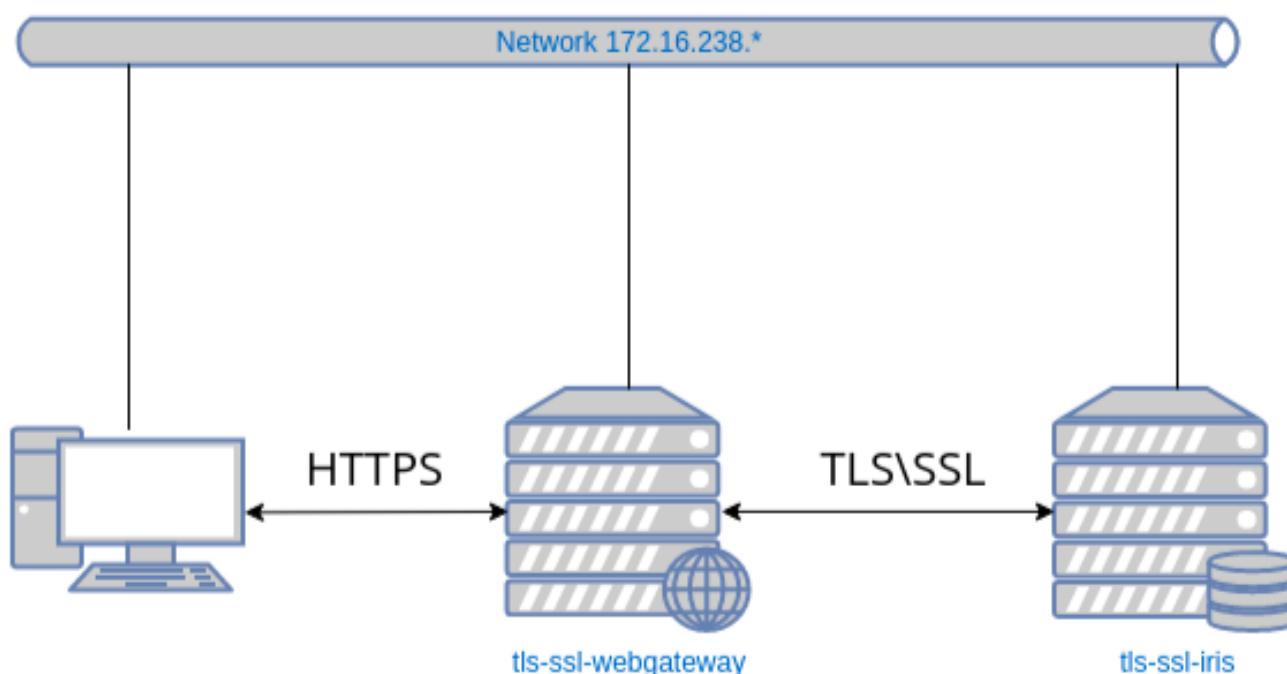 Network 172.16.238.*
HTTPS
TLS\SSL
tls-ssl-webgateway
tls-ssl-iris